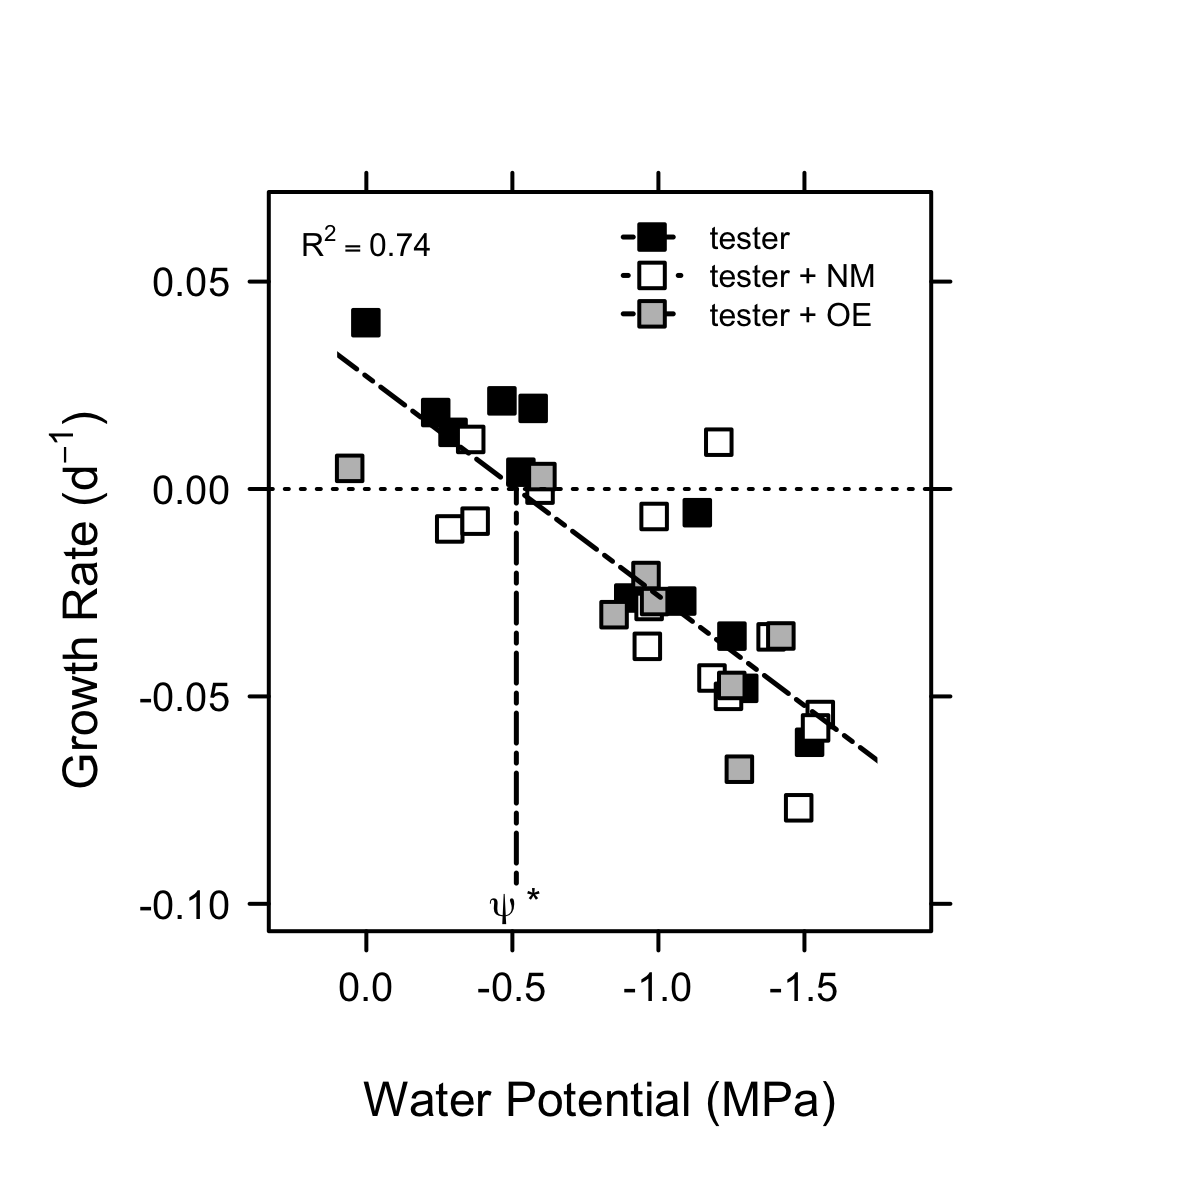 R² = 0.74
tester
tester + NM
tester + OE
0.05
0.00
-0.05
-0.10
Growth Rate (d⁻¹)
ψ *
0.0 -0.5 -1.0 -1.5
Water Potential (MPa)